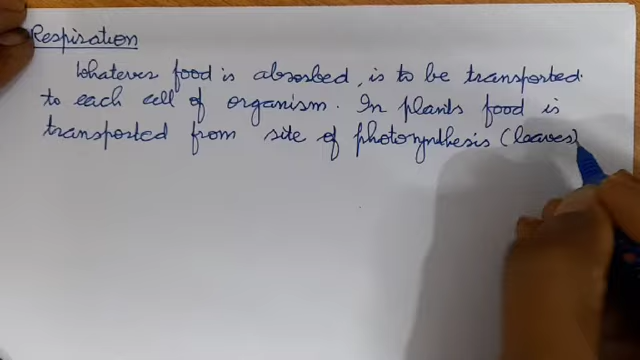 Respiration
Whatever food is absorbed, is to be transported
to each cell of organism. In plants food is
transported from site of photosynthesis (leaves)